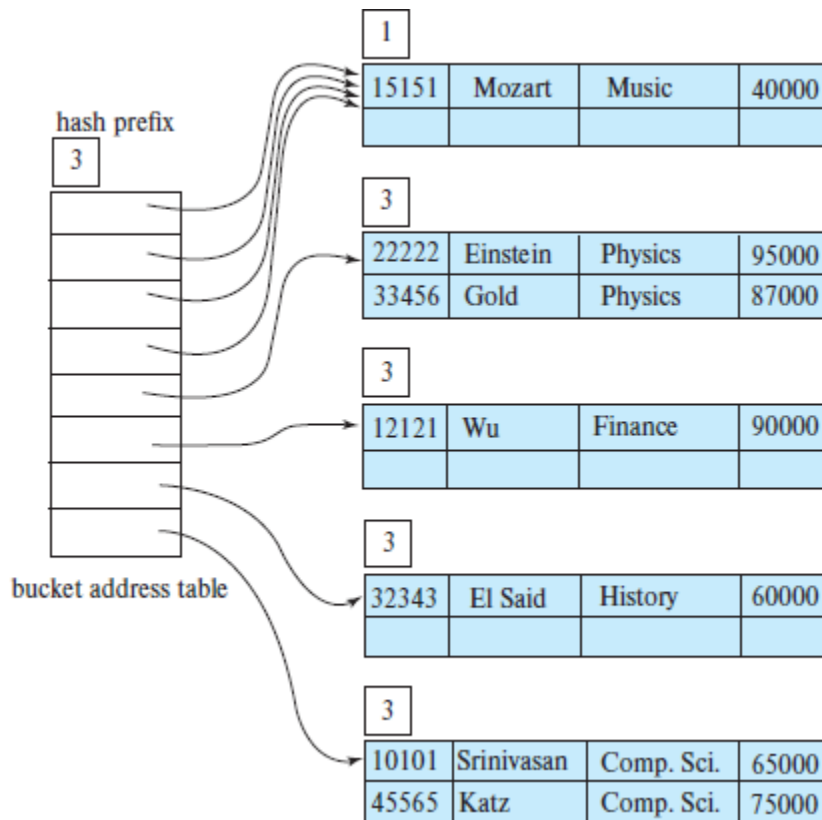 1
15151 Mozart Music 40000
hash prefix
3
3
22222 Einstein Physics 95000
33456 Gold Physics 87000
3
12121 Wu Finance 90000
3
bucket address table
32343 El Said History 60000
3
10101 Srinivasan Comp. Sci. 65000
45565 Katz Comp. Sci. 75000